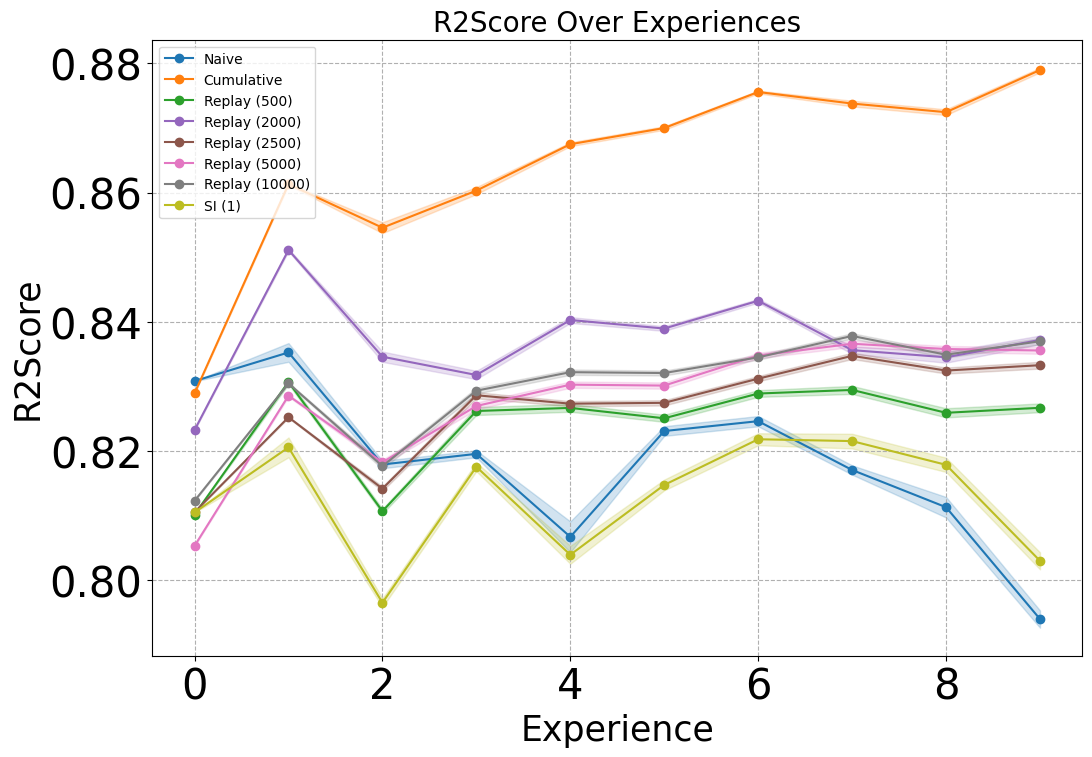 R2Score Over Experiences
0.88
0.86
0.84
0.82
0.80
R2Score
Naive
Cumulative
Replay (500)
Replay (2000)
Replay (2500)
Replay (5000)
Replay (10000)
SI (1)
0 2 4 6 8
Experience